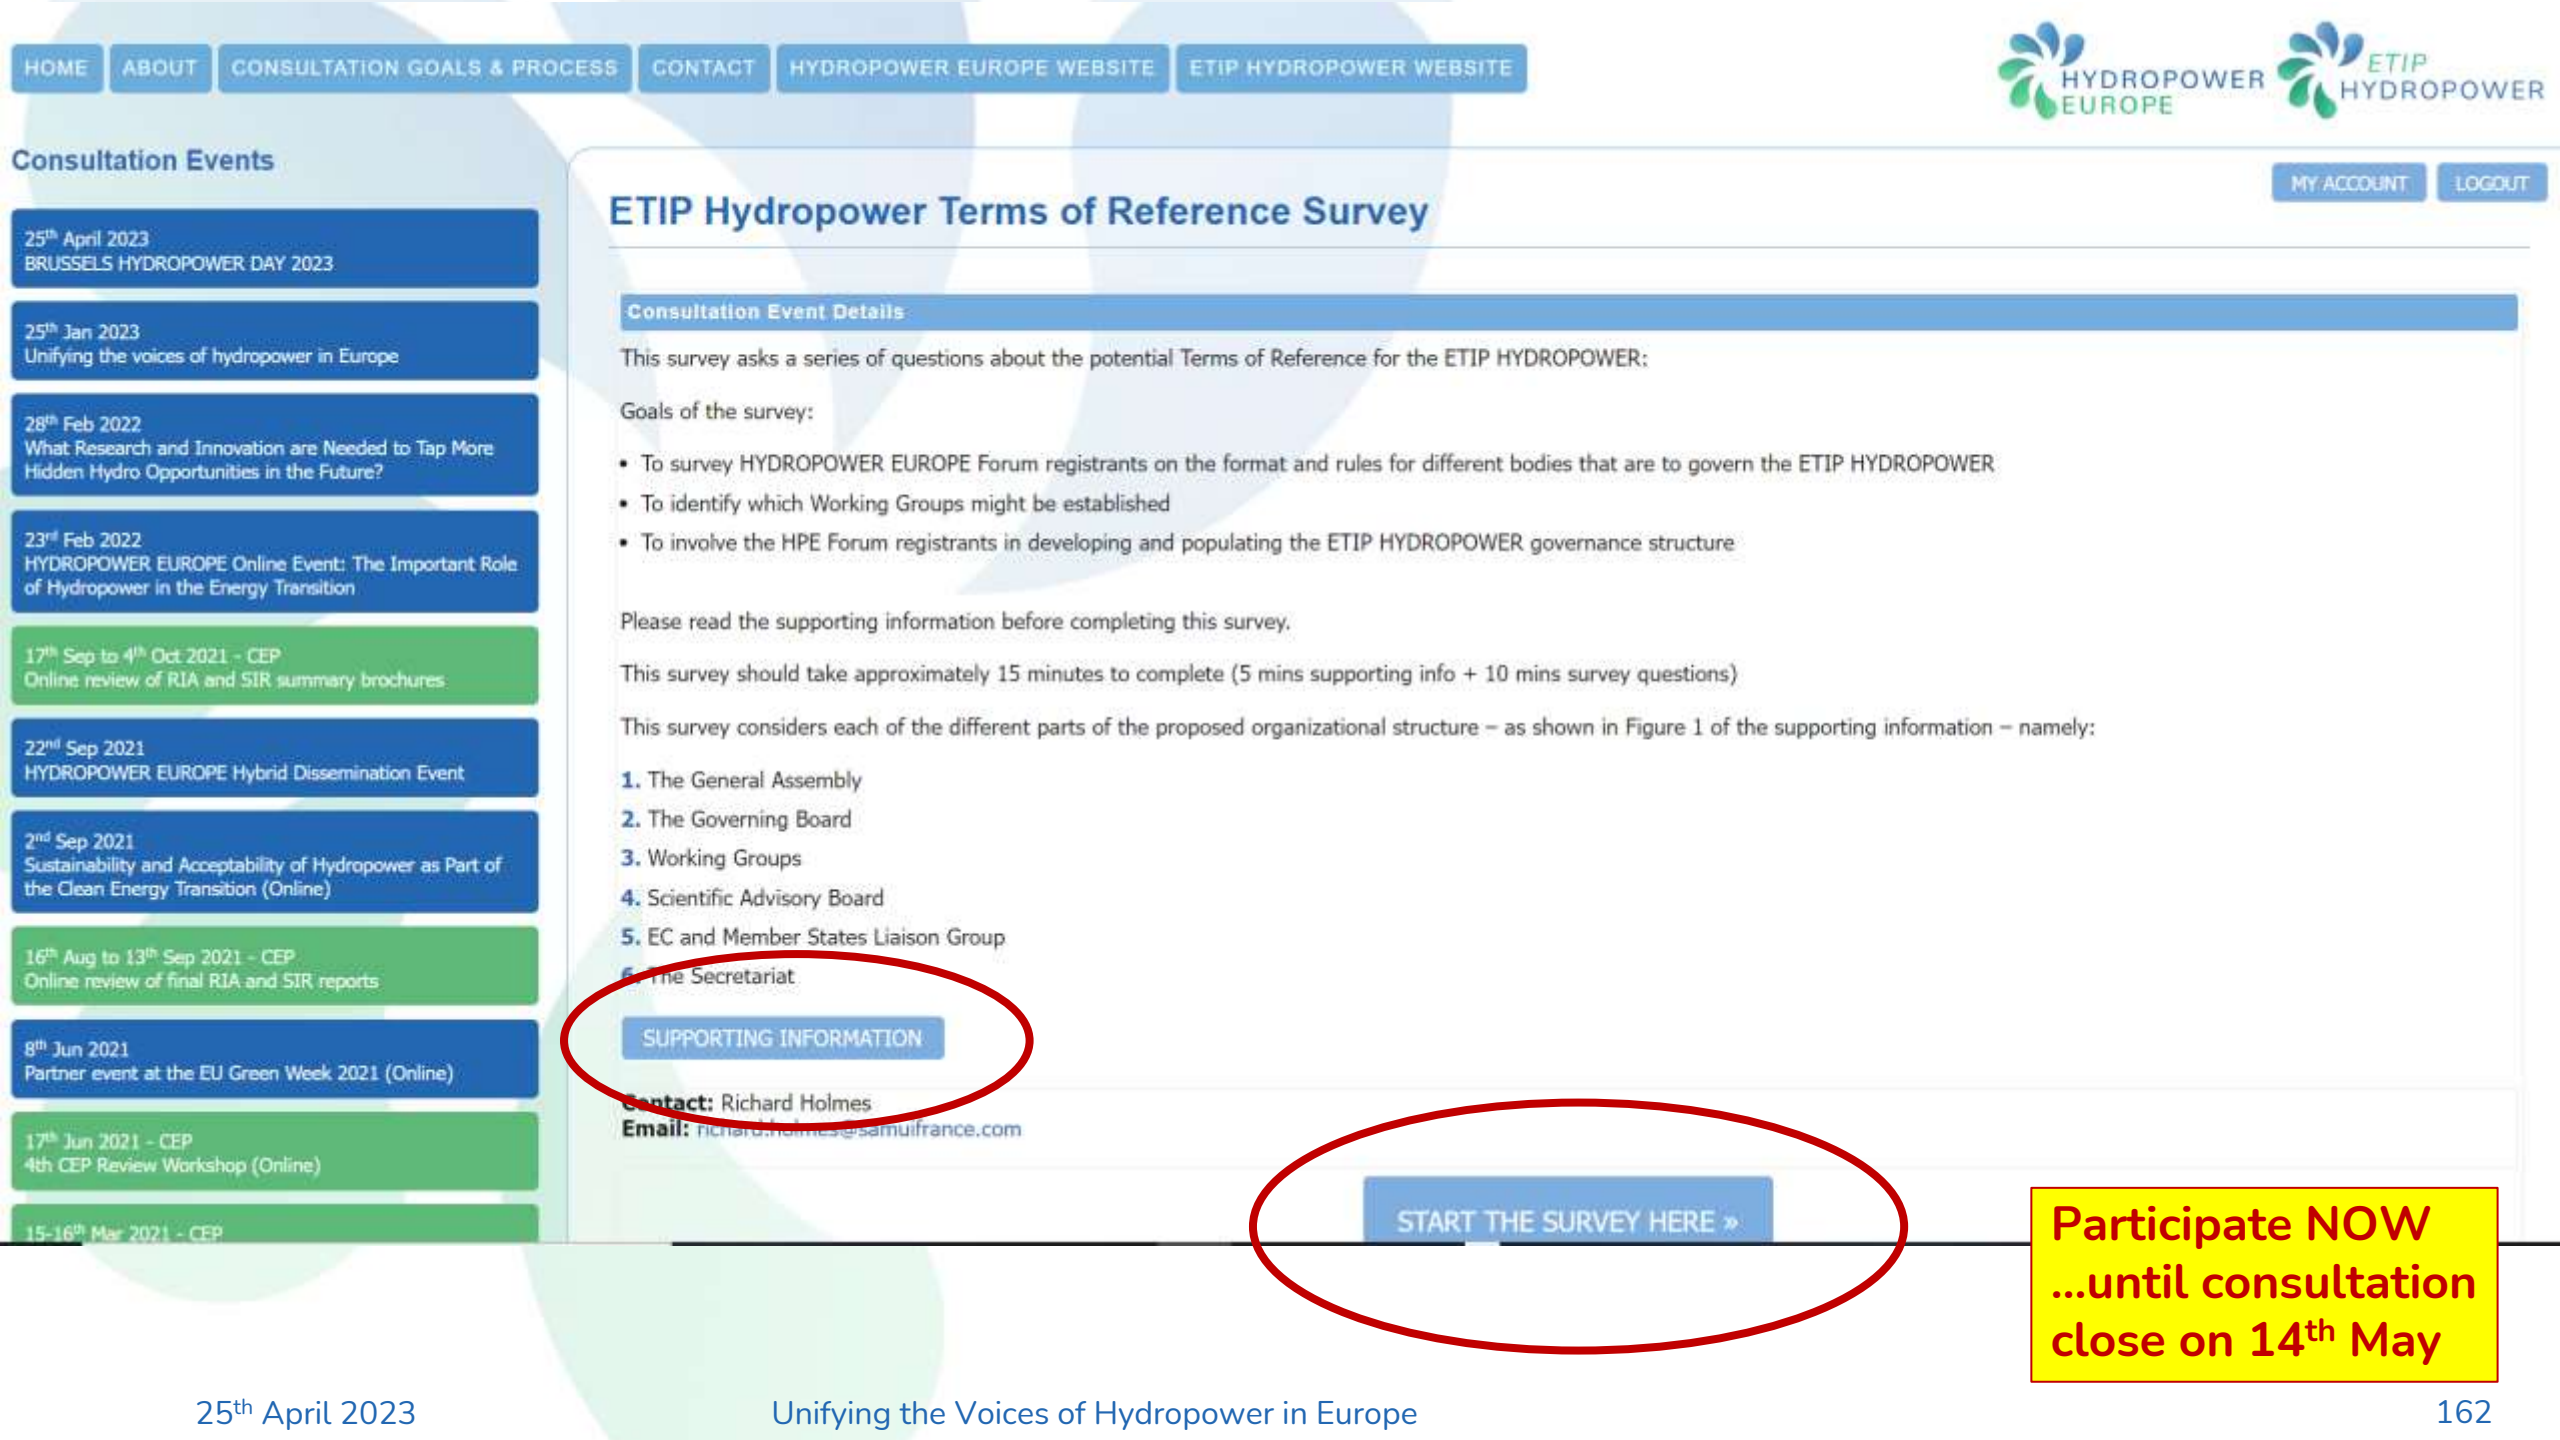 HOME ABOUT CONSULTATION GOALS & PROCESS CONTACT HYDROPOWER EUROPE WEBSITE ETIP HYDROPOWER WEBSITE
HYDROPOWER
EUROPE
ETIP
HYDROPOWER
MY ACCOUNT LOGOUT
Consultation Events
25th April 2023
BRUSSELS HYDROPOWER DAY 2023
25th Jan 2023
Unifying the voices of hydropower in Europe
28th Feb 2022
What Research and Innovation are Needed to Tap More
Hidden Hydro Opportunities in the Future?
23rd Feb 2022
HYDROPOWER EUROPE Online Event: The Important Role
of Hydropower in the Energy Transition
17th Sep to 4th Oct 2021 - CEP
Online review of RIA and SIR summary brochures
22nd Sep 2021
HYDROPOWER EUROPE Hybrid Dissemination Event
2nd Sep 2021
Sustainability and Acceptability of Hydropower as Part of
the Clean Energy Transition (Online)
16th Aug to 13th Sep 2021 - CEP
Online review of final RIA and SIR reports
8th Jun 2021
Partner event at the EU Green Week 2021 (Online)
17th Jun 2021 - CEP
4th CEP Review Workshop (Online)
15-16th Mar 2021 - CEP
ETIP Hydropower Terms of Reference Survey
Consultation Event Details
This survey asks a series of questions about the potential Terms of Reference for the ETIP HYDROPOWER:
Goals of the survey:
• To survey HYDROPOWER EUROPE Forum registrants on the format and rules for different bodies that are to govern the ETIP HYDROPOWER
• To identify which Working Groups might be established
• To involve the HPE Forum registrants in developing and populating the ETIP HYDROPOWER governance structure
Please read the supporting information before completing this survey.
This survey should take approximately 15 minutes to complete (5 mins supporting info + 10 mins survey questions)
This survey considers each of the different parts of the proposed organizational structure – as shown in Figure 1 of the supporting information – namely:
1. The General Assembly
2. The Governing Board
3. Working Groups
4. Scientific Advisory Board
5. EC and Member States Liaison Group
6. The Secretariat
SUPPORTING INFORMATION
Contact: Richard Holmes
Email: richard.holmes@samuifrance.com
START THE SURVEY HERE »
Participate NOW
...until consultation
close on 14th May
25th April 2023
Unifying the Voices of Hydropower in Europe
162